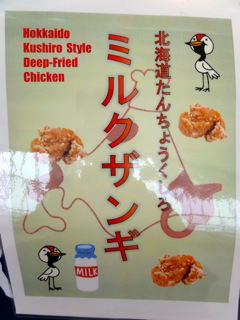 Hokkaido
Kushiro Style
Deep-Fried
Chicken
北海道たんちょうくしろ
ミルクザンギ
MILK